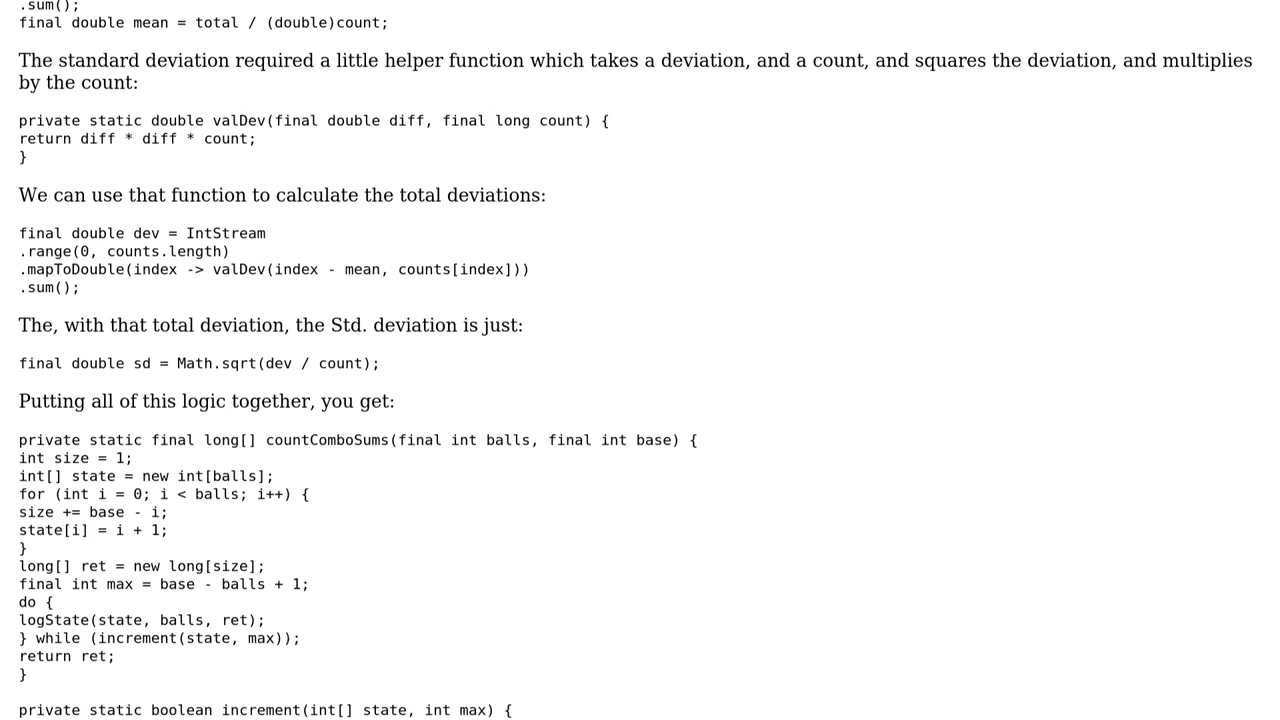 .sum();
final double mean = total / (double)count;
The standard deviation required a little helper function which takes a deviation, and a count, and squares the deviation, and multiplies
by the count:
private static double valDev(final double diff, final long count) {
return diff * diff * count;
}
We can use that function to calculate the total deviations:
final double dev = IntStream
.range(0, counts.length)
.mapToDouble(index -> valDev(index - mean, counts[index]))
.sum();
The, with that total deviation, the Std. deviation is just:
final double sd = Math.sqrt(dev / count);
Putting all of this logic together, you get:
private static final long[] countComboSums(final int balls, final int base) {
int size = 1;
int[] state = new int[balls];
for (int i = 0; i < balls; i++) {
size += base - i;
state[i] = i + 1;
}
long[] ret = new long[size];
final int max = base - balls + 1;
do {
logState(state, balls, ret);
} while (increment(state, max));
return ret;
}
private static boolean increment(int[] state, int max) {